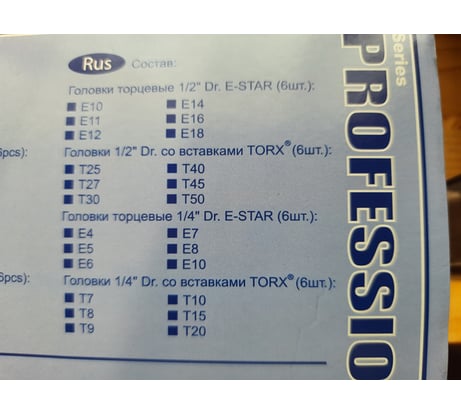 Rus Состав:
Головки торцевые 1/2" Dr. E-STAR (6шт.):
E10 E14
E11 E16
E12 E18
Головки 1/2" Dr. со вставками TORX® (6шт.):
T25 T40
T27 T45
T30 T50
Головки торцевые 1/4" Dr. E-STAR (6шт.):
E4 E7
E5 E8
E6 E10
Головки 1/4" Dr. со вставками TORX® (6шт.):
T7 T10
T8 T15
T9 T20
6pcs):
6pcs):
Series
PROFESSIO